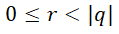 0 ≤ r < |q|